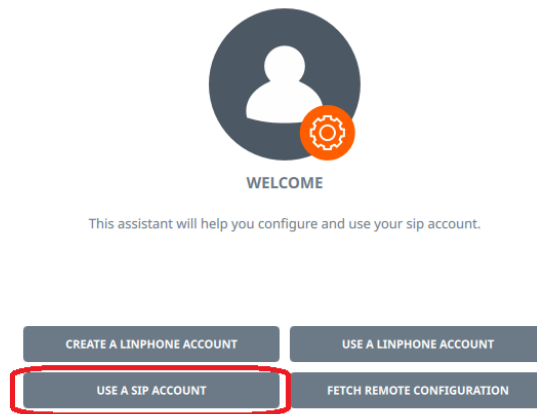 WELCOME
This assistant will help you configure and use your sip account.
CREATE A LINPHONE ACCOUNT
USE A LINPHONE ACCOUNT
USE A SIP ACCOUNT
FETCH REMOTE CONFIGURATION